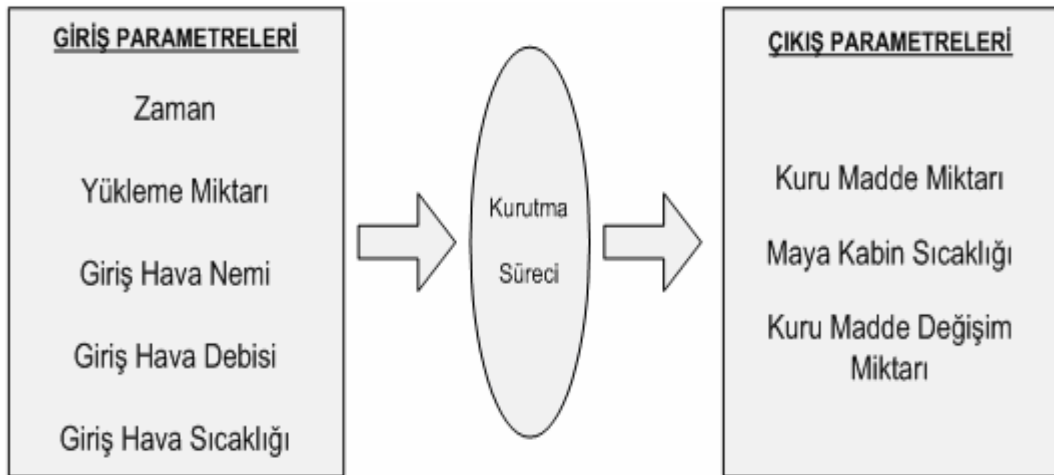 GİRİŞ PARAMETRELERİ
Zaman
Yükleme Miktarı
Giriş Hava Nemi
Giriş Hava Debisi
Giriş Hava Sıcaklığı
Kurutma
Süreci
ÇIKIŞ PARAMETRELERİ
Kuru Madde Miktarı
Maya Kabin Sıcaklığı
Kuru Madde Değişim
Miktarı